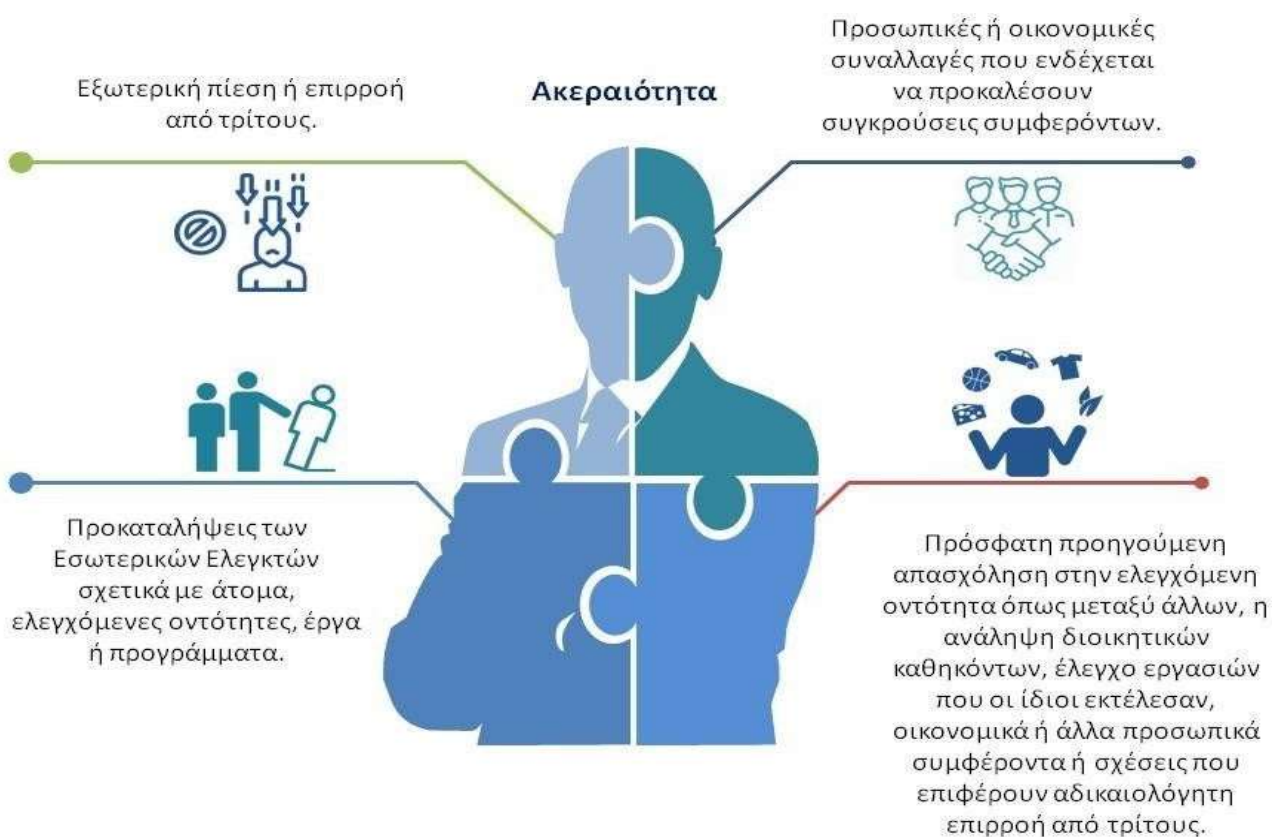 Εξωτερική πίεση ή επιρροή
από τρίτους.
Ακεραιότητα
Προσωπικές ή οικονομικές
συναλλαγές που ενδέχεται
να προκαλέσουν
συγκρούσεις συμφερόντων.
Προκαταλήψεις των
Εσωτερικών Ελεγκτών
σχετικά με άτομα,
ελεγχόμενες οντότητες, έργα
ή προγράμματα.
Πρόσφατη προηγούμενη
απασχόληση στην ελεγχόμενη
οντότητα όπως μεταξύ άλλων, η
ανάληψη διοικητικών
καθηκόντων, έλεγχο εργασιών
που οι ίδιοι εκτέλεσαν,
οικονομικά ή άλλα προσωπικά
συμφέροντα ή σχέσεις που
επιφέρουν αδικαιολόγητη
επιρροή από τρίτους.